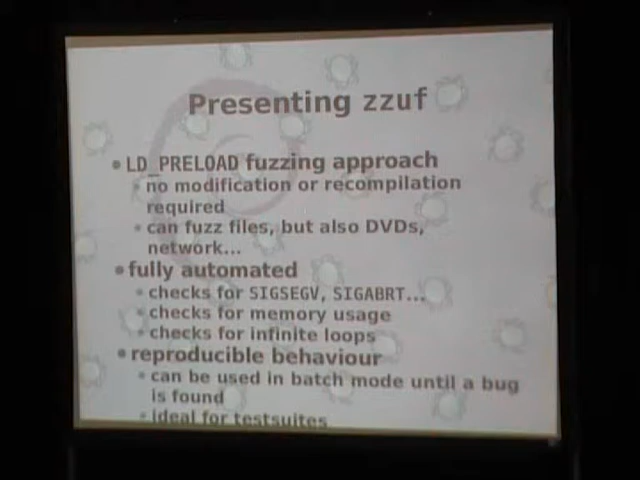 Presenting zzuf
• LD_PRELOAD fuzzing approach
• no modification or recompilation
required
• can fuzz files, but also DVDs,
network...
• fully automated
• checks for SIGSEGV, SIGABRT...
• checks for memory usage
• checks for infinite loops
• reproducible behaviour
• can be used in batch mode until a bug
is found
• ideal for testsuites